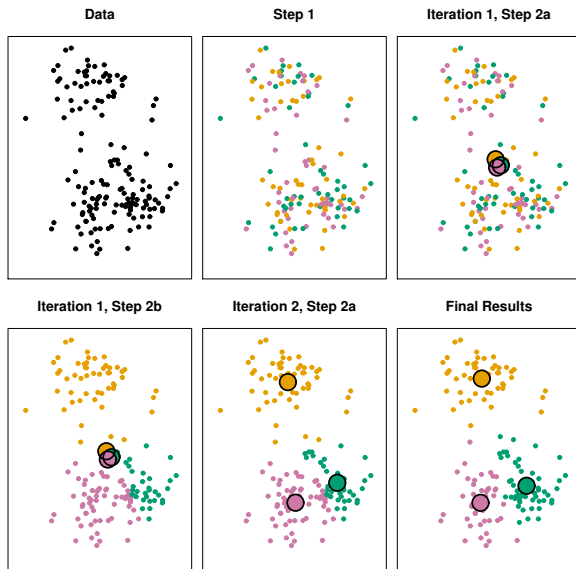 Data
Step 1
Iteration 1, Step 2a
Iteration 1, Step 2b
Iteration 2, Step 2a
Final Results